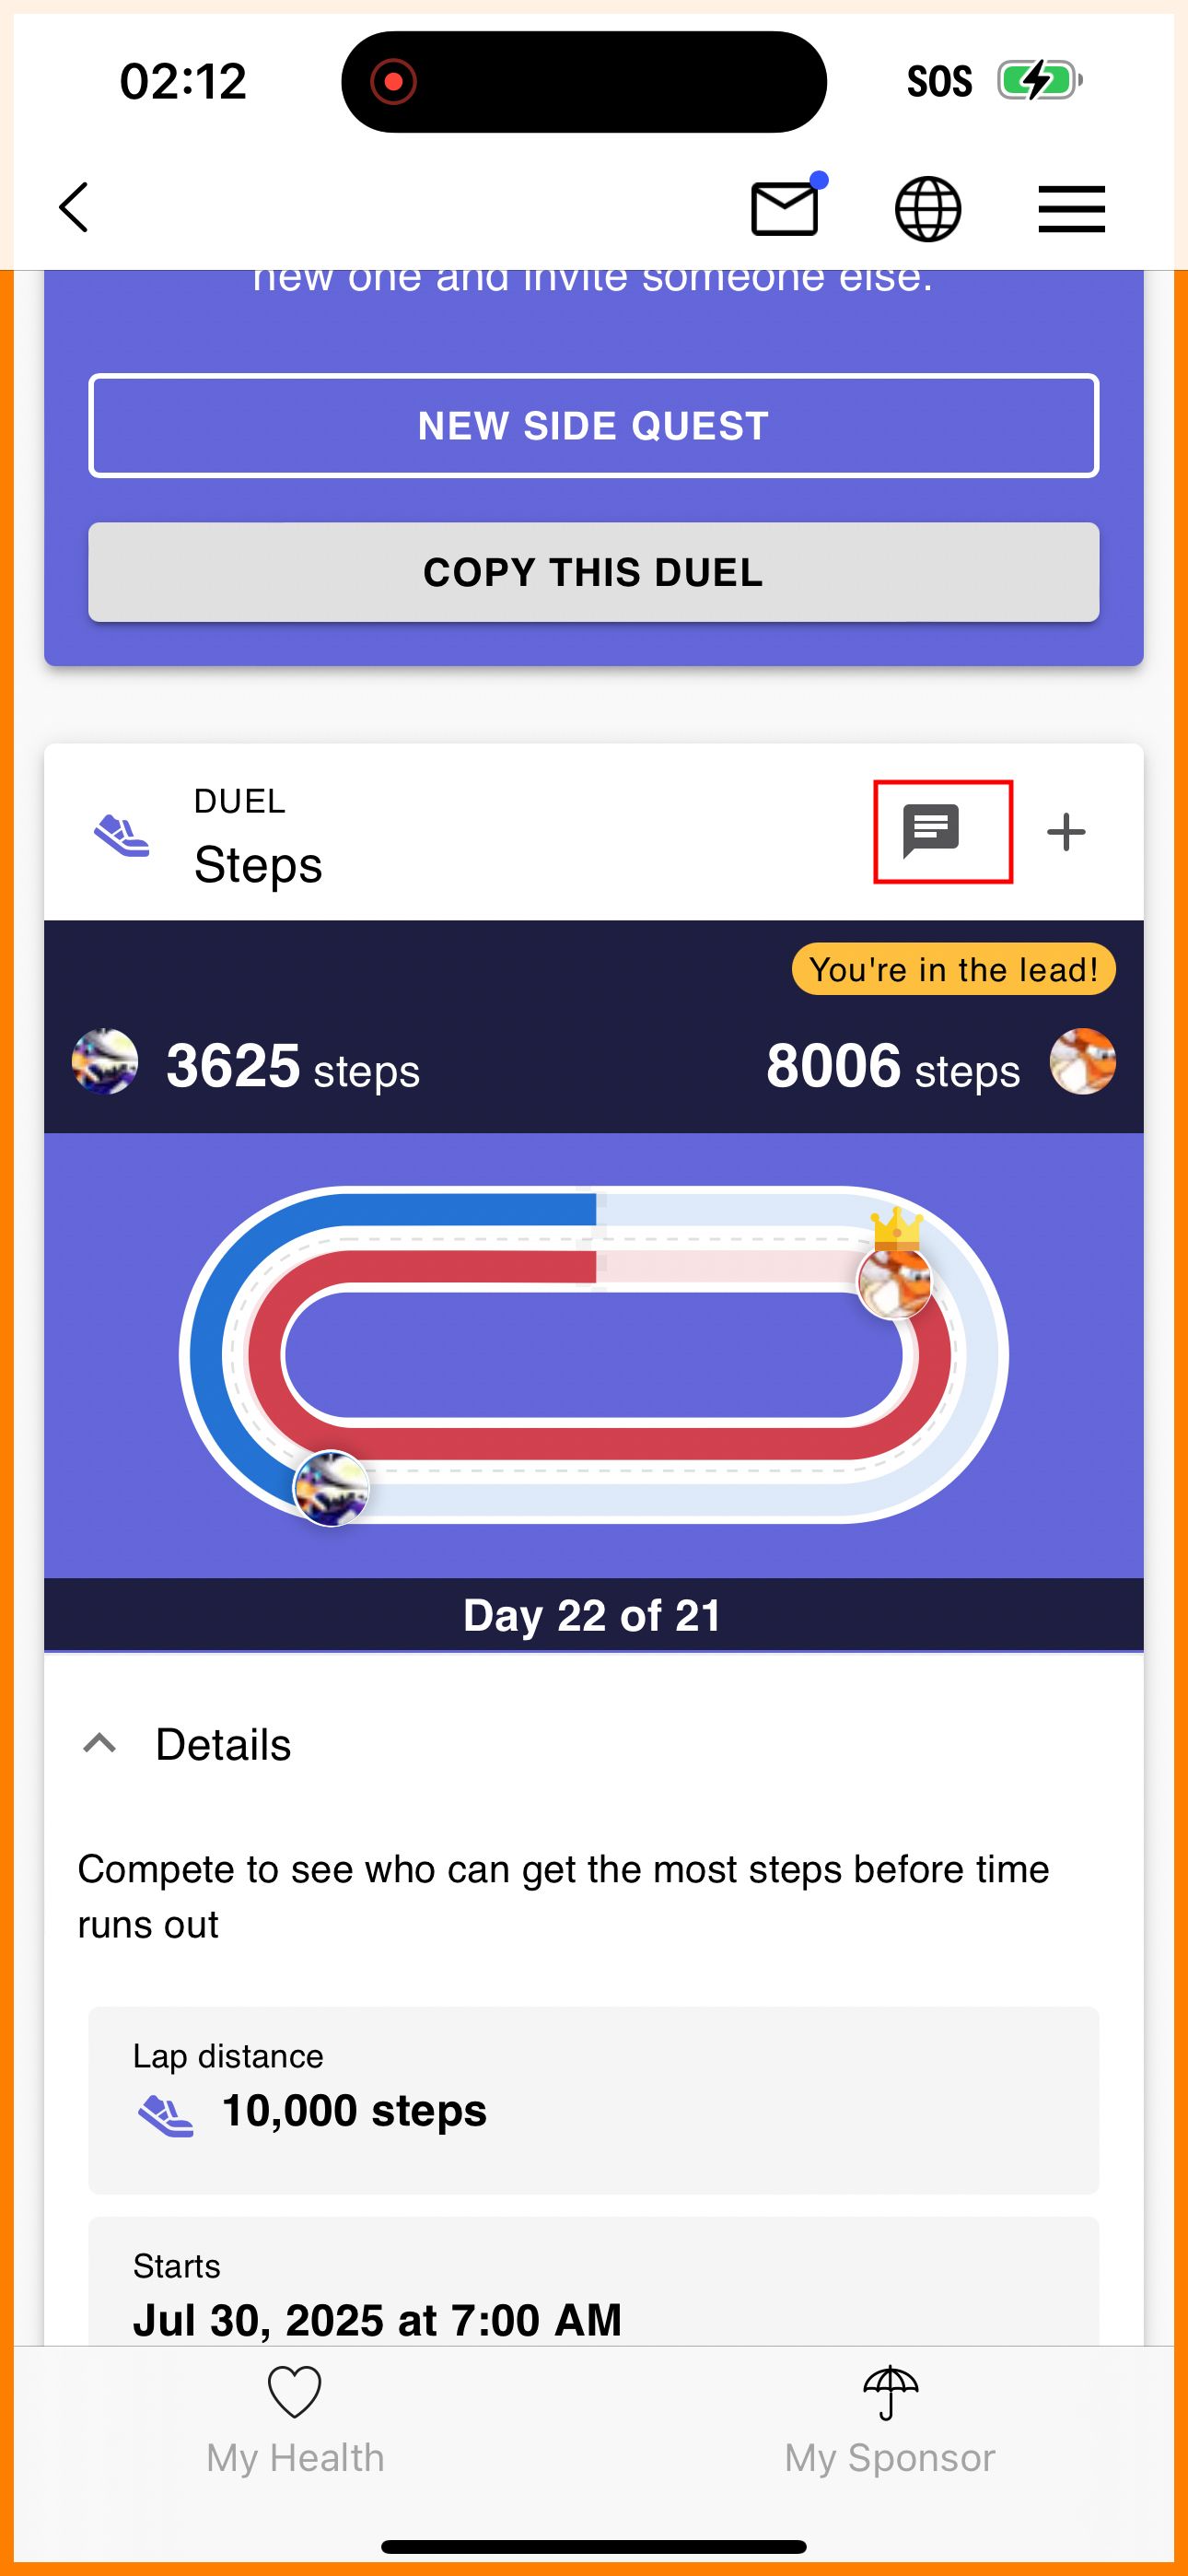 02:12
SOS
new one and invite someone else.
NEW SIDE QUEST
COPY THIS DUEL
DUEL
Steps
You're in the lead!
3625 steps
8006 steps
Day 22 of 21
Details
Compete to see who can get the most steps before time
runs out
Lap distance
10,000 steps
Starts
Jul 30, 2025 at 7:00 AM
My Health
My Sponsor